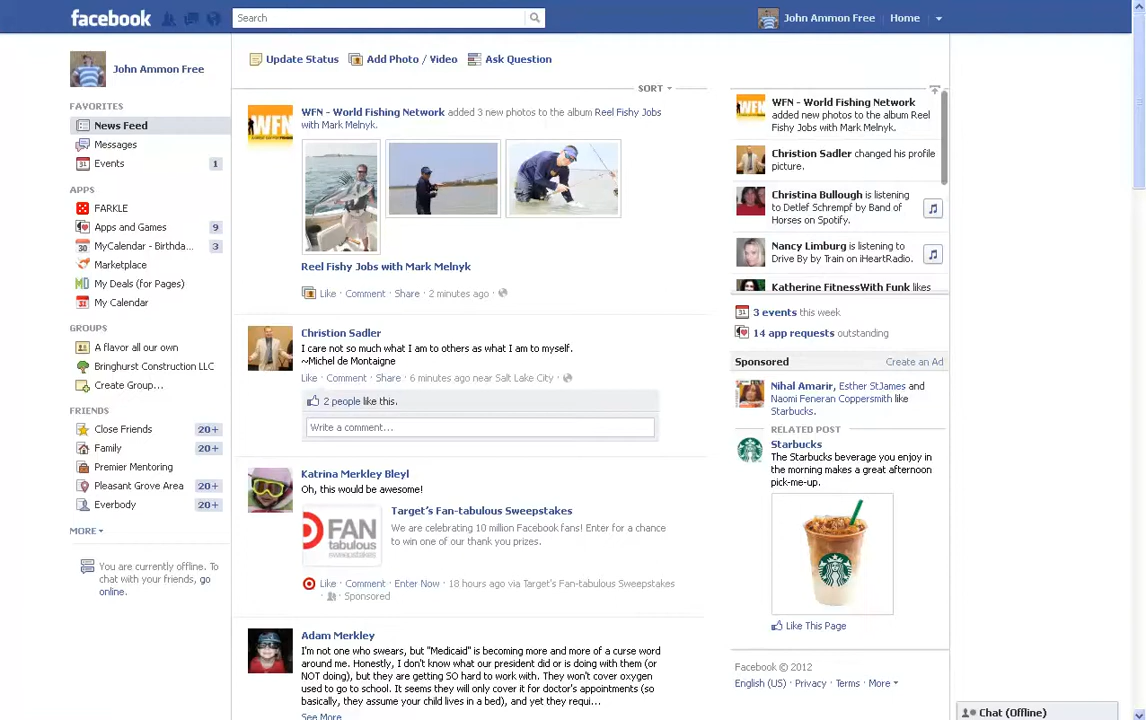 facebook
Search
John Ammon Free
Home
John Ammon Free
FAVORITES
News Feed
Messages
Events
1
APPS
FARKLE
Apps and Games
9
MyCalendar - Birthda...
3
Marketplace
My Deals (for Pages)
My Calendar
GROUPS
A flavor all our own
Bringhurst Construction LLC
Create Group...
FRIENDS
Close Friends
20+
Family
20+
Premier Mentoring
Pleasant Grove Area
20+
Everbody
20+
MORE
You are currently offline. To
chat with your friends, go
online.
Update Status
Add Photo / Video
Ask Question
SORT
WFN
WFN - World Fishing Network added 3 new photos to the album Reel Fishy Jobs
with Mark Melnyk.
Reel Fishy Jobs with Mark Melnyk
Like · Comment · Share · 2 minutes ago ·
Christion Sadler
I care not so much what I am to others as what I am to myself.
~Michel de Montaigne
Like · Comment · Share · 6 minutes ago near Salt Lake City ·
2 people like this.
Write a comment...
Katrina Merkley Bleyl
Oh, this would be awesome!
FAN
tabulous
sweepstakes
Target's Fan-tabulous Sweepstakes
We are celebrating 10 million Facebook fans! Enter for a chance
to win one of our thank you prizes.
Like · Comment · Enter Now · 18 hours ago via Target's Fan-tabulous Sweepstakes
· Sponsored
Adam Merkley
I'm not one who swears, but "Medicaid" is becoming more and more of a curse word
around me. Honestly, I don't know what our president did or is doing with them (or
NOT doing), but they are getting SO hard to work with. They won't cover oxygen
used to go to school. It seems they will only cover it for doctor's appointments (so
basically, they assume your child lives in a bed), and yet they requi...
See More
WFN
WFN - World Fishing Network
added new photos to the album Reel
Fishy Jobs with Mark Melnyk.
Christion Sadler changed his profile
picture.
Christina Bullough is listening
to Detlef Schrempf by Band of
Horses on Spotify.
Nancy Limburg is listening to
Drive By by Train on iHeartRadio.
Katherine FitnessWith Funk likes
3 events this week
14 app requests outstanding
Sponsored
Create an Ad
Nihal Amarir, Esther StJames and
Naomi Feneran Coppersmith like
Starbucks.
RELATED POST
Starbucks
The Starbucks beverage you enjoy in
the morning makes a great afternoon
pick-me-up.
Like This Page
Facebook © 2012
English (US) · Privacy · Terms · More
Chat (Offline)